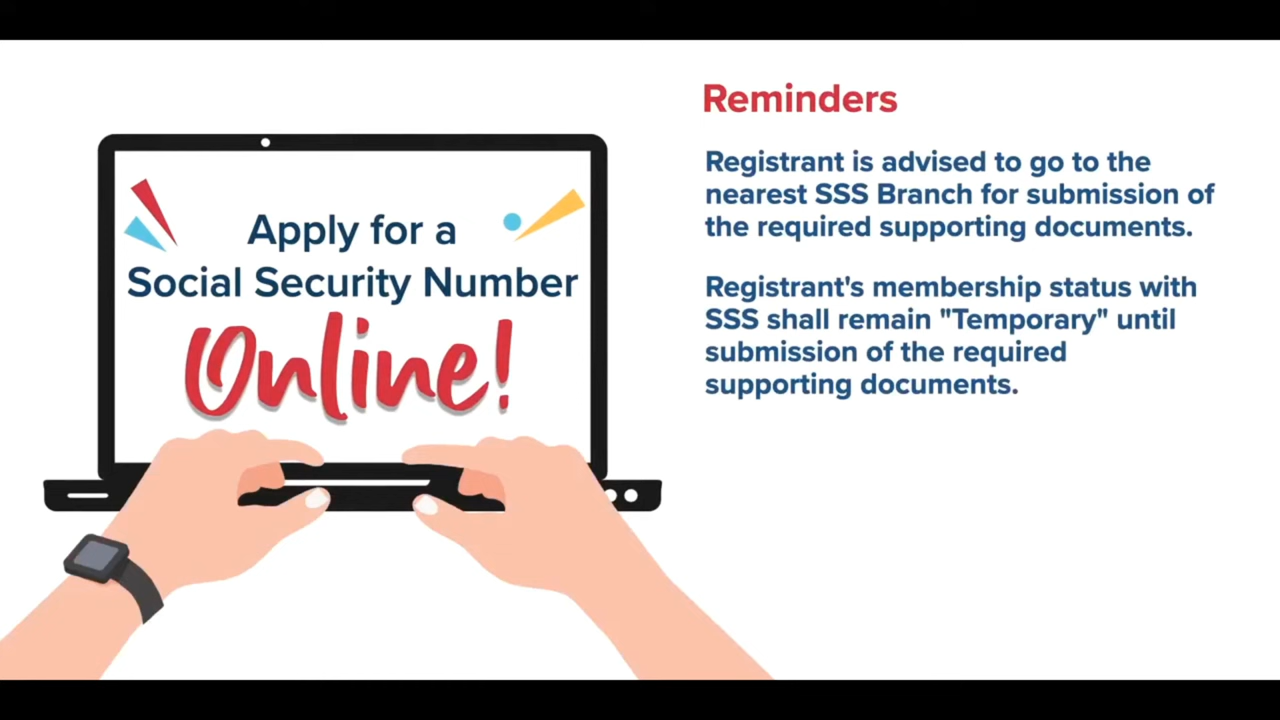 Apply for a
Social Security Number
Online!
Reminders
Registrant is advised to go to the
nearest SSS Branch for submission of
the required supporting documents.
Registrant's membership status with
SSS shall remain "Temporary" until
submission of the required
supporting documents.